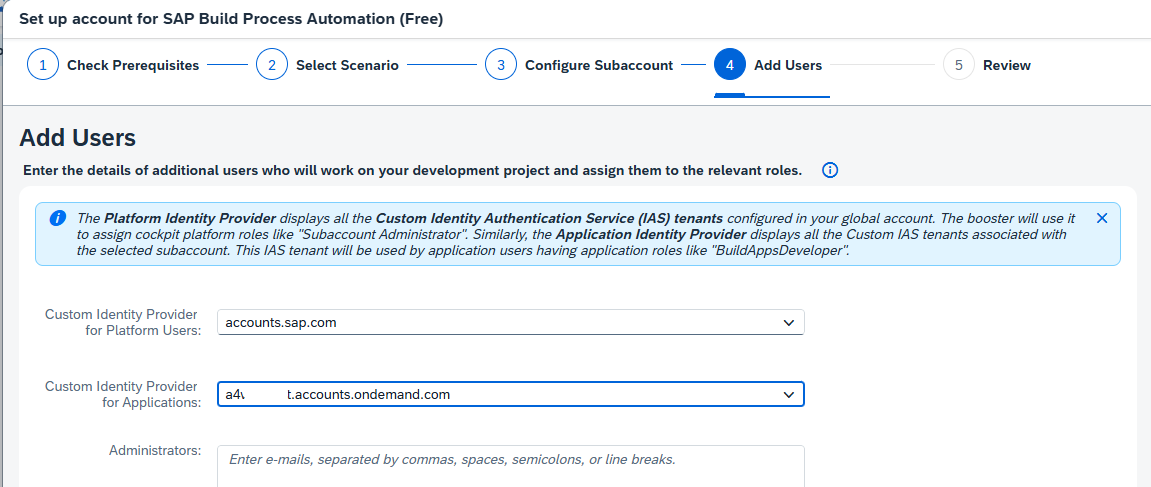 Set up account for SAP Build Process Automation (Free)
1 Check Prerequisites 2 Select Scenario 3 Configure Subaccount 4 Add Users 5 Review
Add Users
Enter the details of additional users who will work on your development project and assign them to the relevant roles.
The Platform Identity Provider displays all the Custom Identity Authentication Service (IAS) tenants configured in your global account. The booster will use it
to assign cockpit platform roles like "Subaccount Administrator". Similarly, the Application Identity Provider displays all the Custom IAS tenants associated with
the selected subaccount. This IAS tenant will be used by application users having application roles like "BuildAppsDeveloper".
Custom Identity Provider
for Platform Users:
accounts.sap.com
Custom Identity Provider
for Applications:
t.accounts.ondemand.com
Administrators:
Enter e-mails, separated by commas, spaces, semicolons, or line breaks.